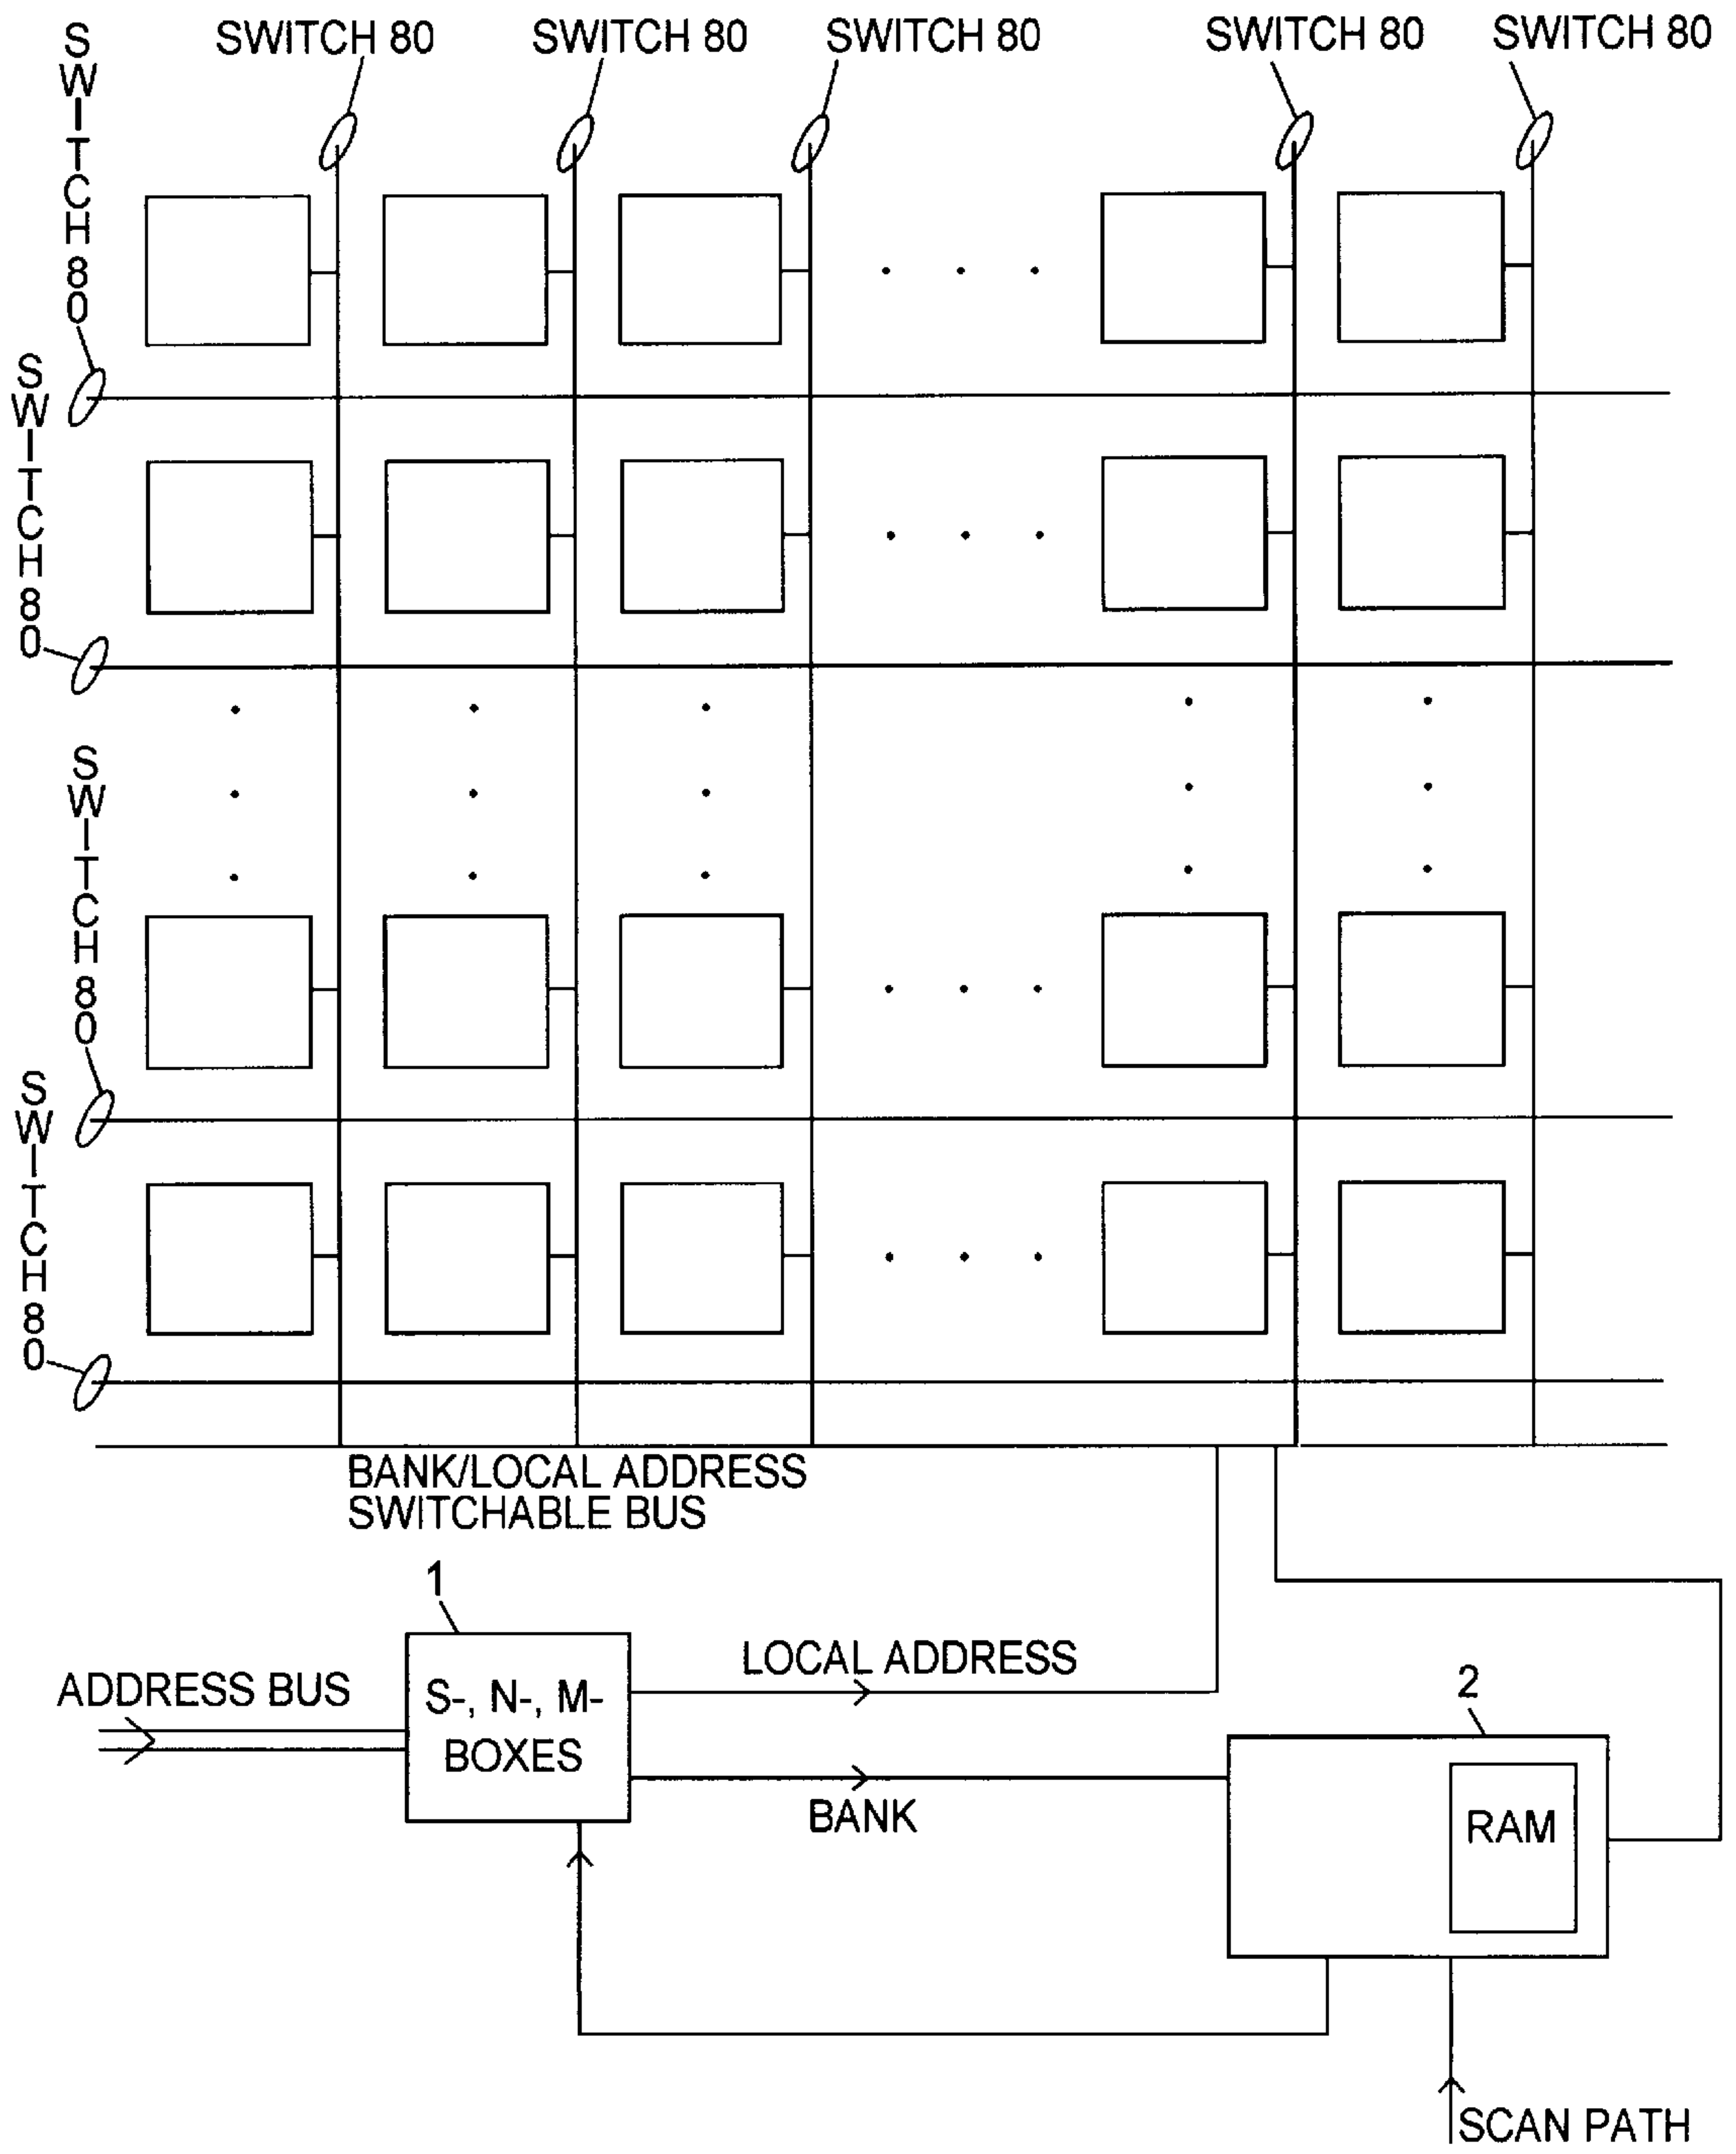 SWITCH 80
SWITCH 80
SWITCH 80
SWITCH 80
SWITCH 80
SWITCH 80
SWITCH 80
SWITCH 80
SWITCH 80
BANK/LOCAL ADDRESS
SWITCHABLE BUS
1
ADDRESS BUS
S-, N-, M-
BOXES
LOCAL ADDRESS
BANK
2
RAM
SCAN PATH